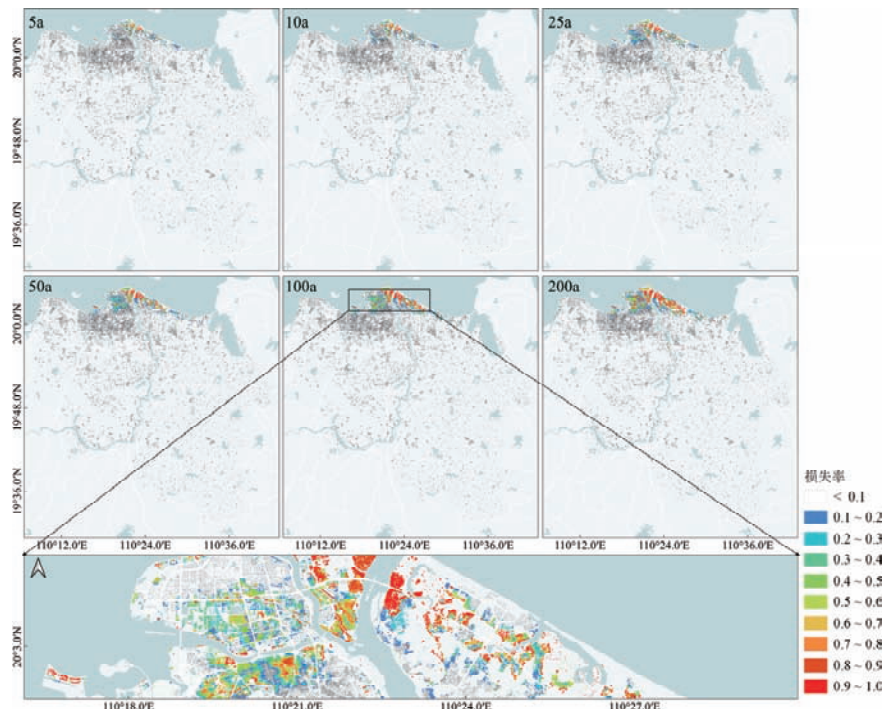 5a
10a
25a
20°0.0'N
19°48.0'N
19°36.0'N
50a
100a
200a
20°0.0'N
19°48.0'N
19°36.0'N
110°12.0'E 110°24.0'E 110°36.0'E 110°12.0'E 110°24.0'E 110°36.0'E 110°12.0'E 110°24.0'E 110°36.0'E
损失率
< 0.1
0.1 ~ 0.2
0.2 ~ 0.3
0.3 ~ 0.4
0.4 ~ 0.5
0.5 ~ 0.6
0.6 ~ 0.7
0.7 ~ 0.8
0.8 ~ 0.9
0.9 ~ 1.0
20°3.0'N
110°18.0'E 110°21.0'E 110°24.0'E 110°27.0'E